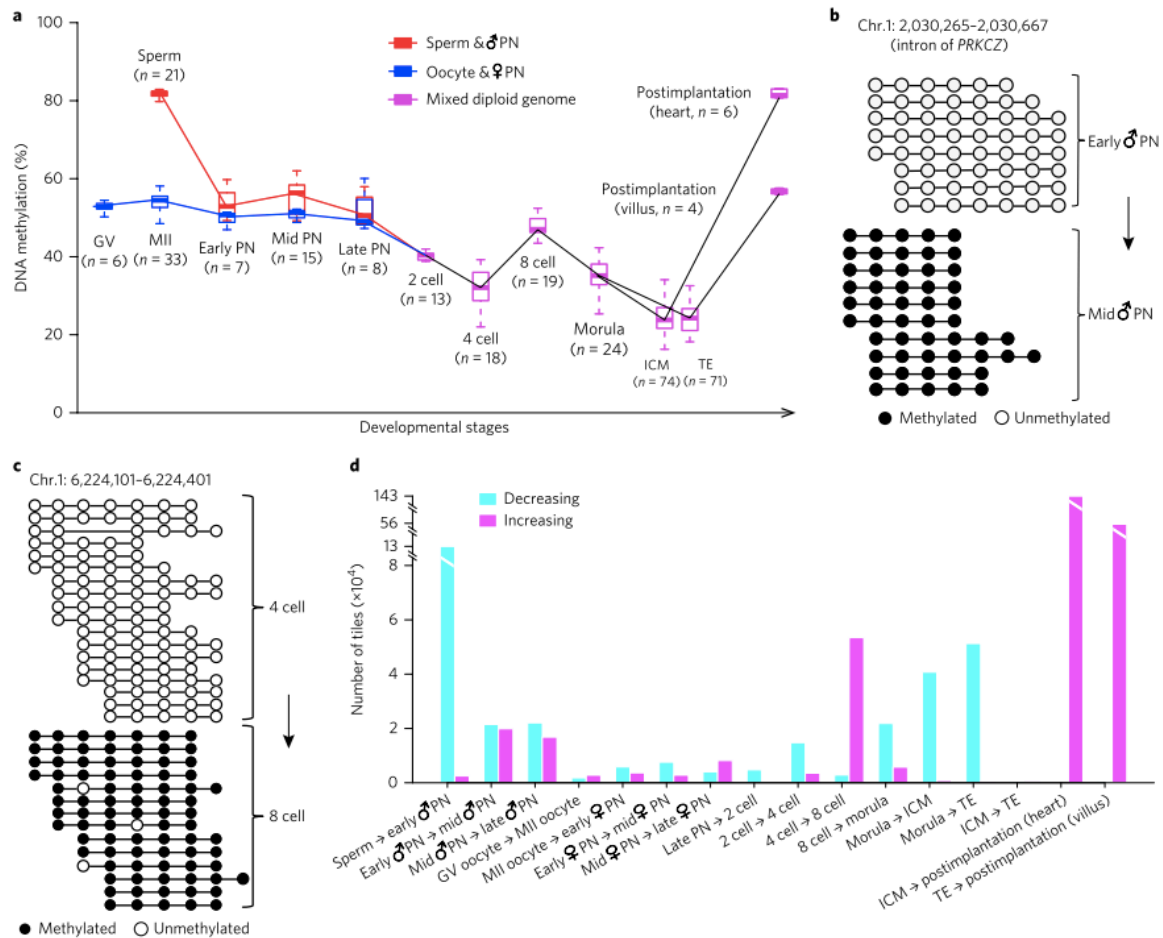 a
100
80
60
40
20
0
DNA methylation (%)
Sperm
(n = 21)
Sperm & ♂PN
Oocyte & ♀PN
Mixed diploid genome
GV
(n = 6)
MII
(n = 33)
Early PN
(n = 7)
Mid PN
(n = 15)
Late PN
(n = 8)
2 cell
(n = 13)
4 cell
(n = 18)
8 cell
(n = 19)
Morula
(n = 24)
ICM
(n = 74)
TE
(n = 71)
Postimplantation
(heart, n = 6)
Postimplantation
(villus, n = 4)
Developmental stages
b
Chr.1: 2,030,265–2,030,667
(intron of PRKCZ)
Early ♂ PN
Mid ♂ PN
Methylated
Unmethylated
c
Chr.1: 6,224,101–6,224,401
4 cell
8 cell
Methylated
Unmethylated
d
Decreasing
Increasing
143
56
13
8
6
4
2
0
Number of tiles (×10⁴)
Sperm → early ♂PN
Early ♂PN → mid ♂PN
Mid ♂PN → late ♂PN
GV oocyte → MII oocyte
MII oocyte → early ♀PN
Early ♀PN → mid ♀PN
Mid ♀PN → late ♀PN
Late PN → 2 cell
2 cell → 4 cell
4 cell → 8 cell
8 cell → morula
Morula → ICM
Morula → TE
ICM → TE
ICM → postimplantation (heart)
TE → postimplantation (villus)